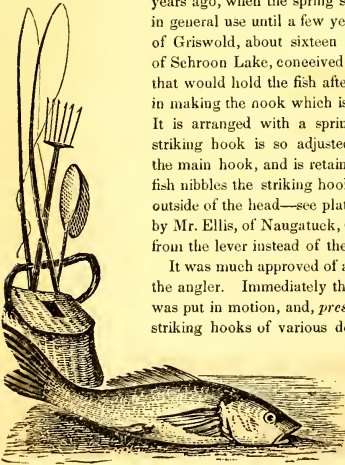 years ago, when the spring s
in general use until a few ye
of Griswold, about sixteen
of Schroon Lake, conceived
that would hold the fish afte
in making the nook which is
It is arranged with a sprin
striking hook is so adjusted
the main hook, and is retain
fish nibbles the striking hook
outside of the head—see plat
by Mr. Ellis, of Naugatuck,
from the lever instead of the
It was much approved of a
the angler. Immediately th
was put in motion, and, pres
striking hooks of various de